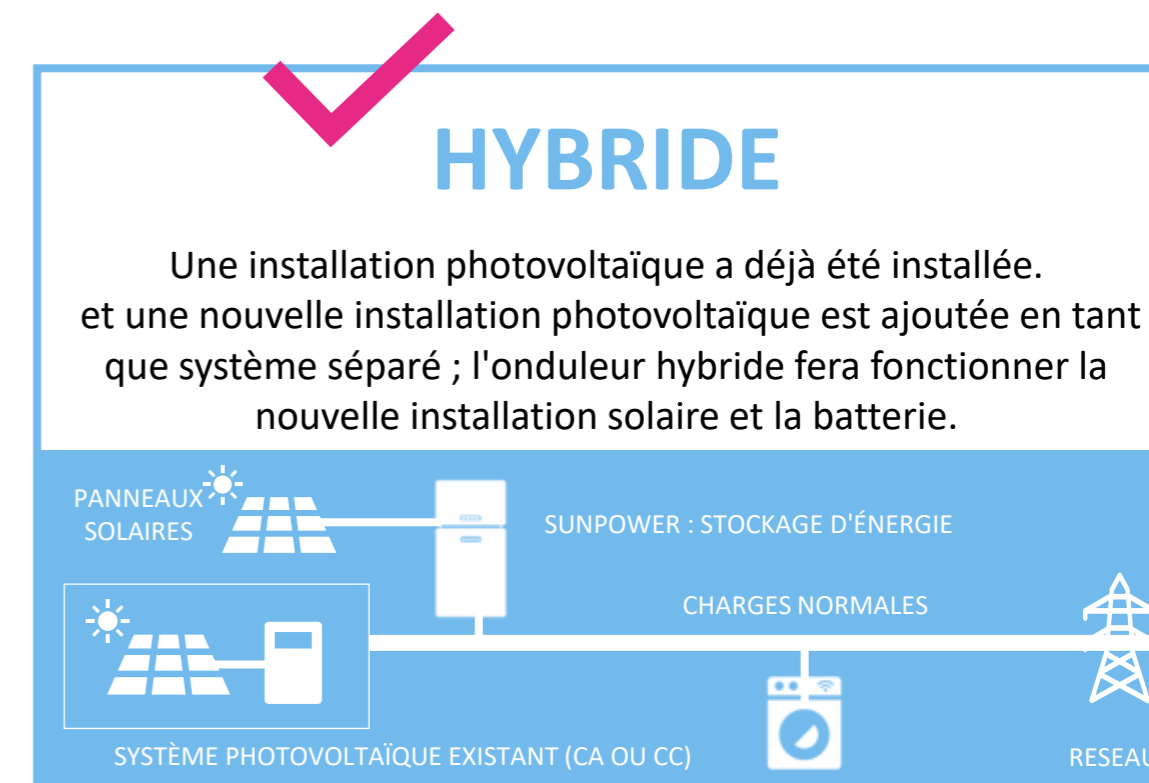 HYBRIDE
Une installation photovoltaïque a déjà été installée.
et une nouvelle installation photovoltaïque est ajoutée en tant
que système séparé ; l'onduleur hybride fera fonctionner la
nouvelle installation solaire et la batterie.
PANNEAUX
SOLAIRES
SUNPOWER : STOCKAGE D'ÉNERGIE
CHARGES NORMALES
SYSTÈME PHOTOVOLTAÏQUE EXISTANT (CA OU CC)
RESEAU